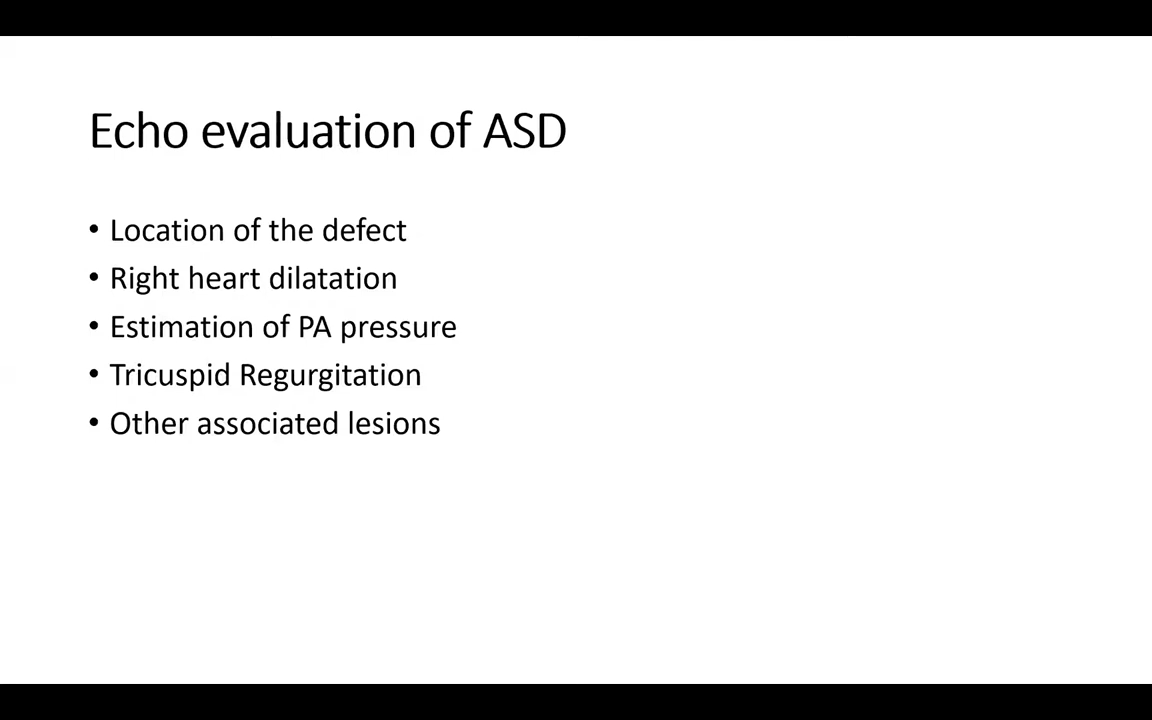 Echo evaluation of ASD
• Location of the defect
• Right heart dilatation
• Estimation of PA pressure
• Tricuspid Regurgitation
• Other associated lesions